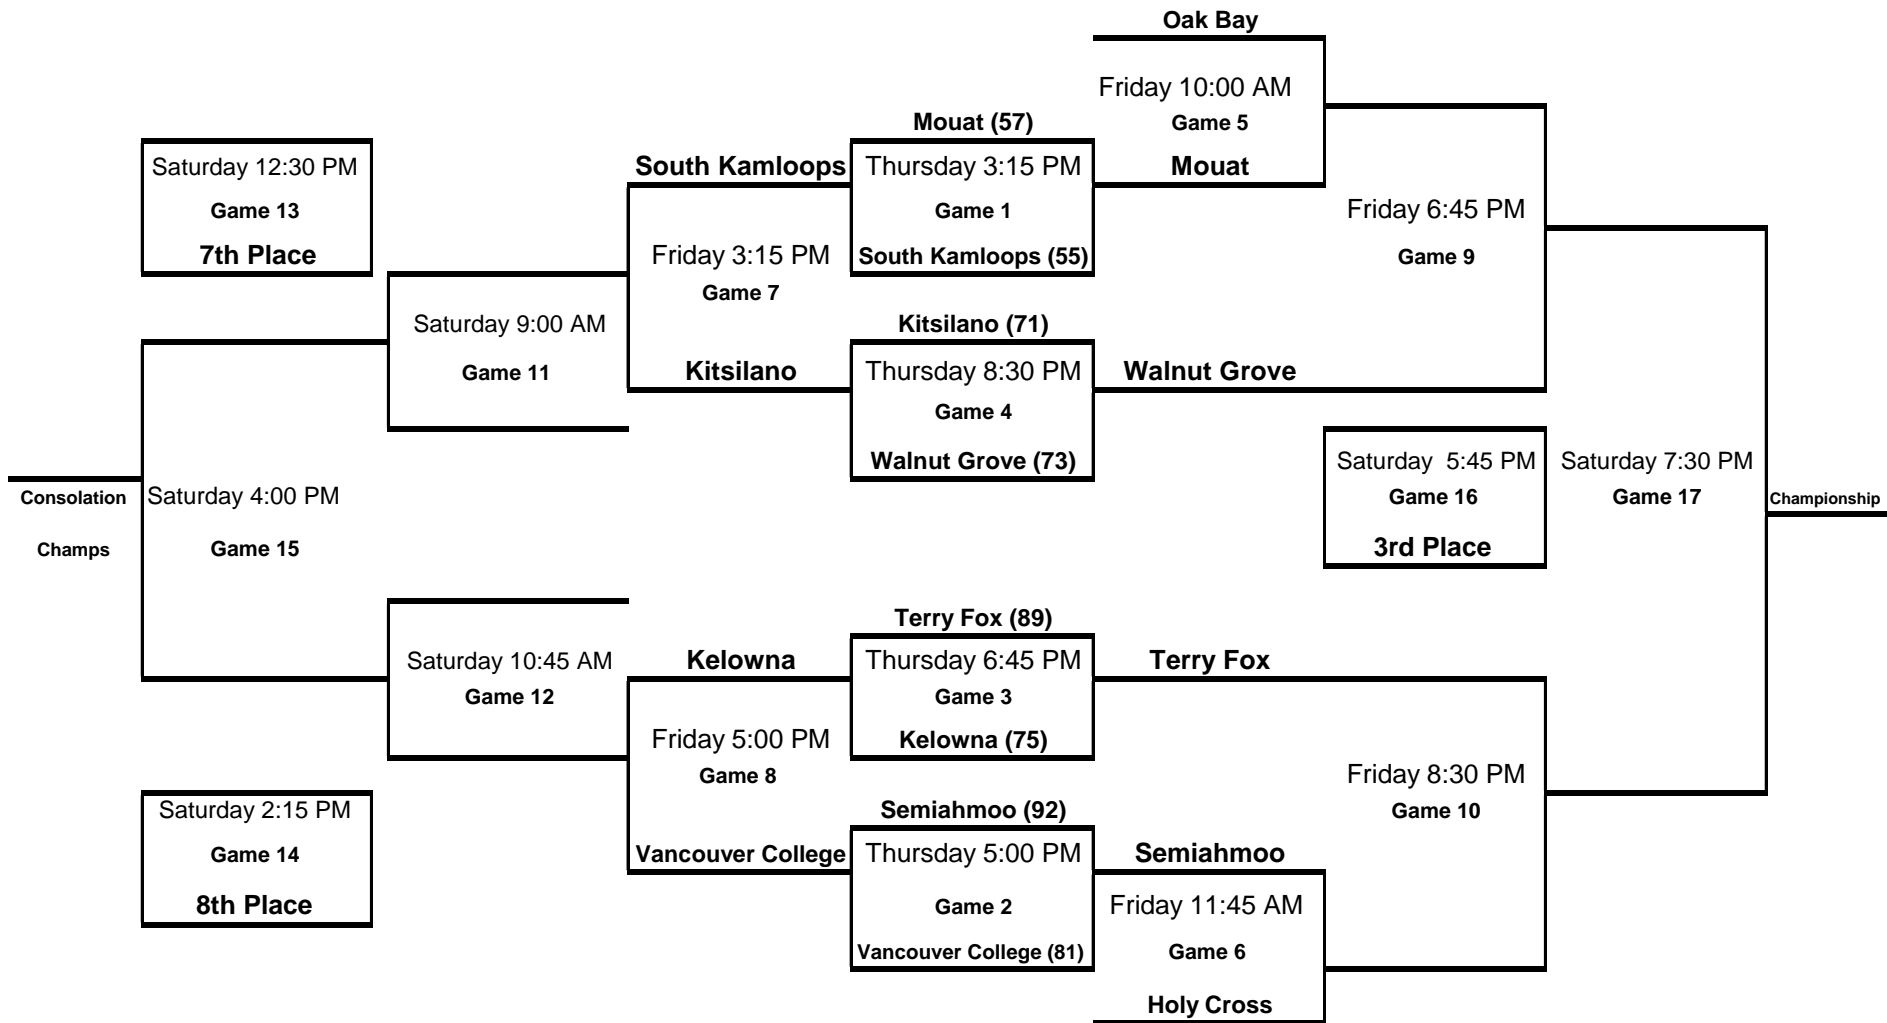 Oak Bay
Friday 10:00 AM
Game 5
Mouat (57)
South Kamloops
Thursday 3:15 PM
Mouat
Saturday 12:30 PM
Game 13
7th Place
Game 1
Friday 6:45 PM
Friday 3:15 PM
South Kamloops (55)
Game 9
Game 7
Saturday 9:00 AM
Kitsilano (71)
Game 11
Kitsilano
Thursday 8:30 PM
Walnut Grove
Game 4
Walnut Grove (73)
Saturday  5:45 PM
Game 16
3rd Place
Saturday 7:30 PM
Game 17
Championship
Consolation
Champs
Saturday 4:00 PM
Game 15
Terry Fox (89)
Saturday 10:45 AM
Game 12
Kelowna
Thursday 6:45 PM
Terry Fox
Game 3
Friday 5:00 PM
Kelowna (75)
Game 8
Friday 8:30 PM
Game 10
Saturday 2:15 PM
Game 14
8th Place
Semiahmoo (92)
Vancouver College
Thursday 5:00 PM
Semiahmoo
Game 2
Friday 11:45 AM
Vancouver College (81)
Game 6
Holy Cross